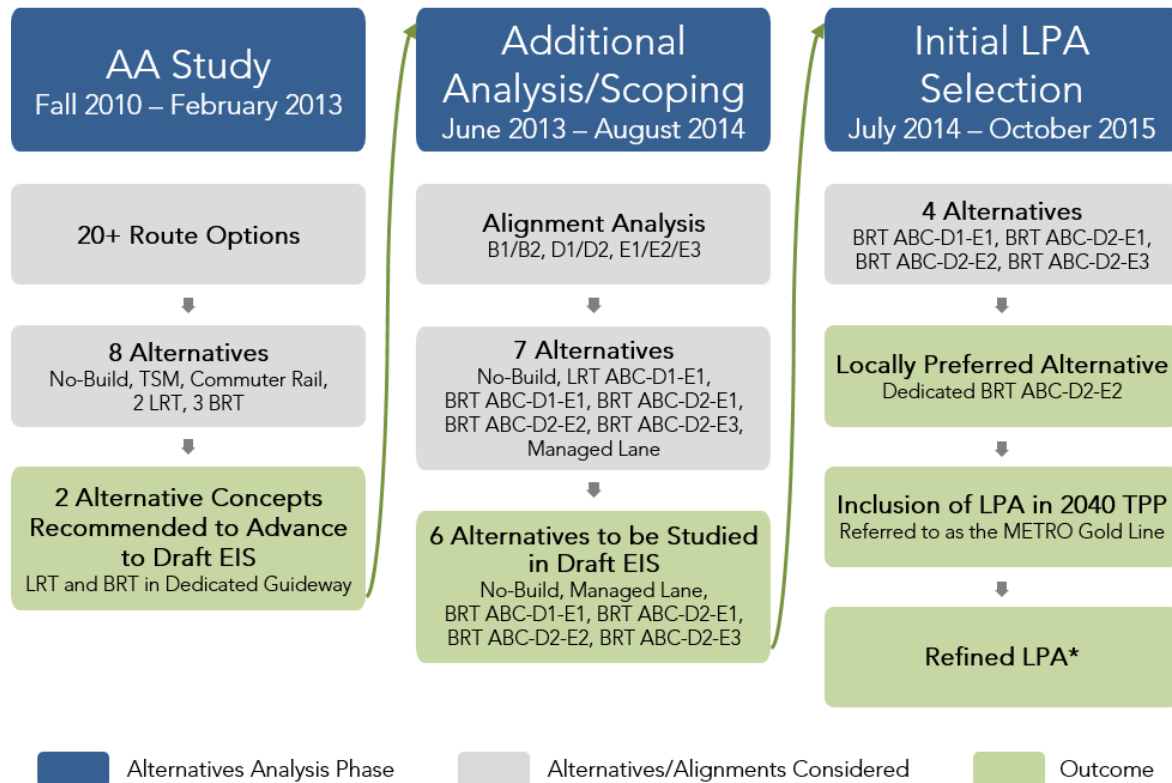 AA Study
Fall 2010 – February 2013
20+ Route Options
8 Alternatives
No-Build, TSM, Commuter Rail,
2 LRT, 3 BRT
2 Alternative Concepts
Recommended to Advance
to Draft EIS
LRT and BRT in Dedicated Guideway
Additional
Analysis/Scoping
June 2013 – August 2014
Alignment Analysis
B1/B2, D1/D2, E1/E2/E3
7 Alternatives
No-Build, LRT ABC-D1-E1,
BRT ABC-D1-E1, BRT ABC-D2-E1,
BRT ABC-D2-E2, BRT ABC-D2-E3,
Managed Lane
6 Alternatives to be Studied
in Draft EIS
No-Build, Managed Lane,
BRT ABC-D1-E1, BRT ABC-D2-E1,
BRT ABC-D2-E2, BRT ABC-D2-E3
Initial LPA
Selection
July 2014 – October 2015
4 Alternatives
BRT ABC-D1-E1, BRT ABC-D2-E1,
BRT ABC-D2-E2, BRT ABC-D2-E3
Locally Preferred Alternative
Dedicated BRT ABC-D2-E2
Inclusion of LPA in 2040 TPP
Referred to as the METRO Gold Line
Refined LPA*
Alternatives Analysis Phase
Alternatives/Alignments Considered
Outcome